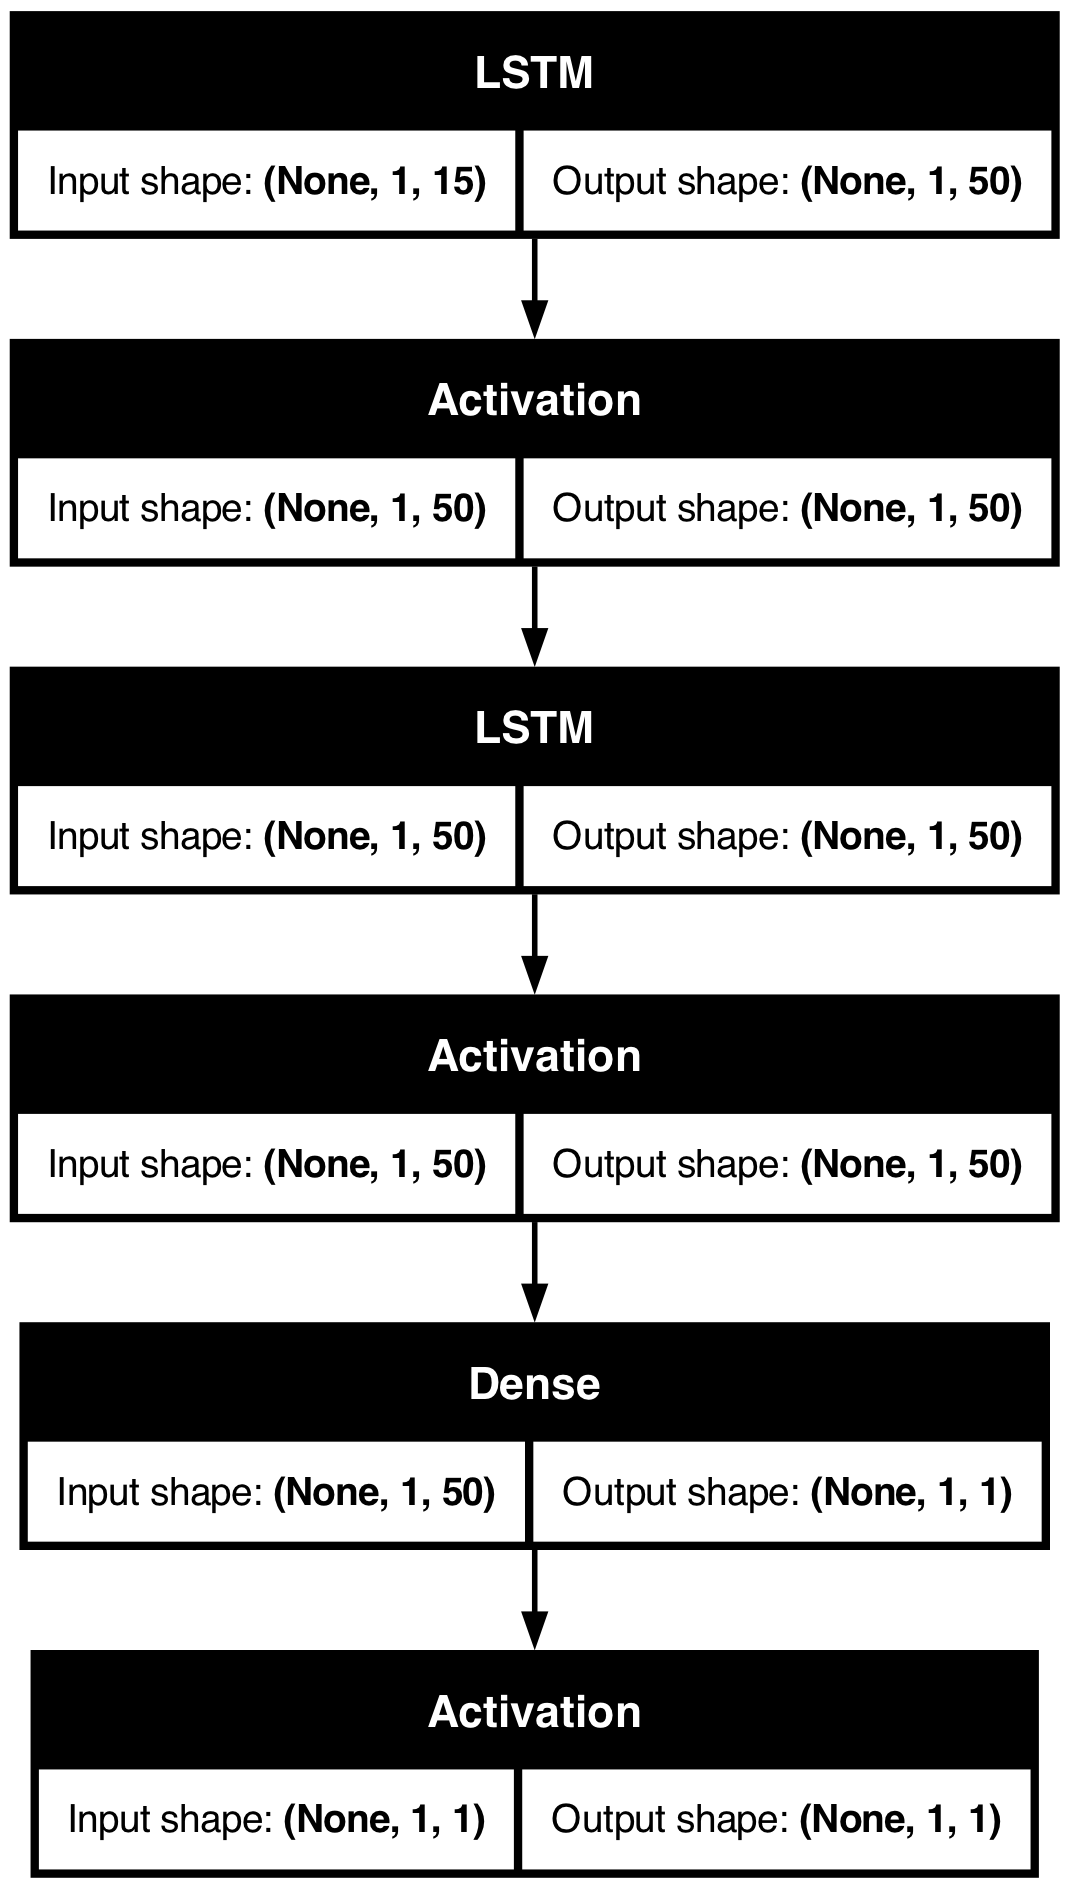 LSTM
Input shape: (None, 1, 15) Output shape: (None, 1, 50)
Activation
Input shape: (None, 1, 50) Output shape: (None, 1, 50)
LSTM
Input shape: (None, 1, 50) Output shape: (None, 1, 50)
Activation
Input shape: (None, 1, 50) Output shape: (None, 1, 50)
Dense
Input shape: (None, 1, 50) Output shape: (None, 1, 1)
Activation
Input shape: (None, 1, 1) Output shape: (None, 1, 1)